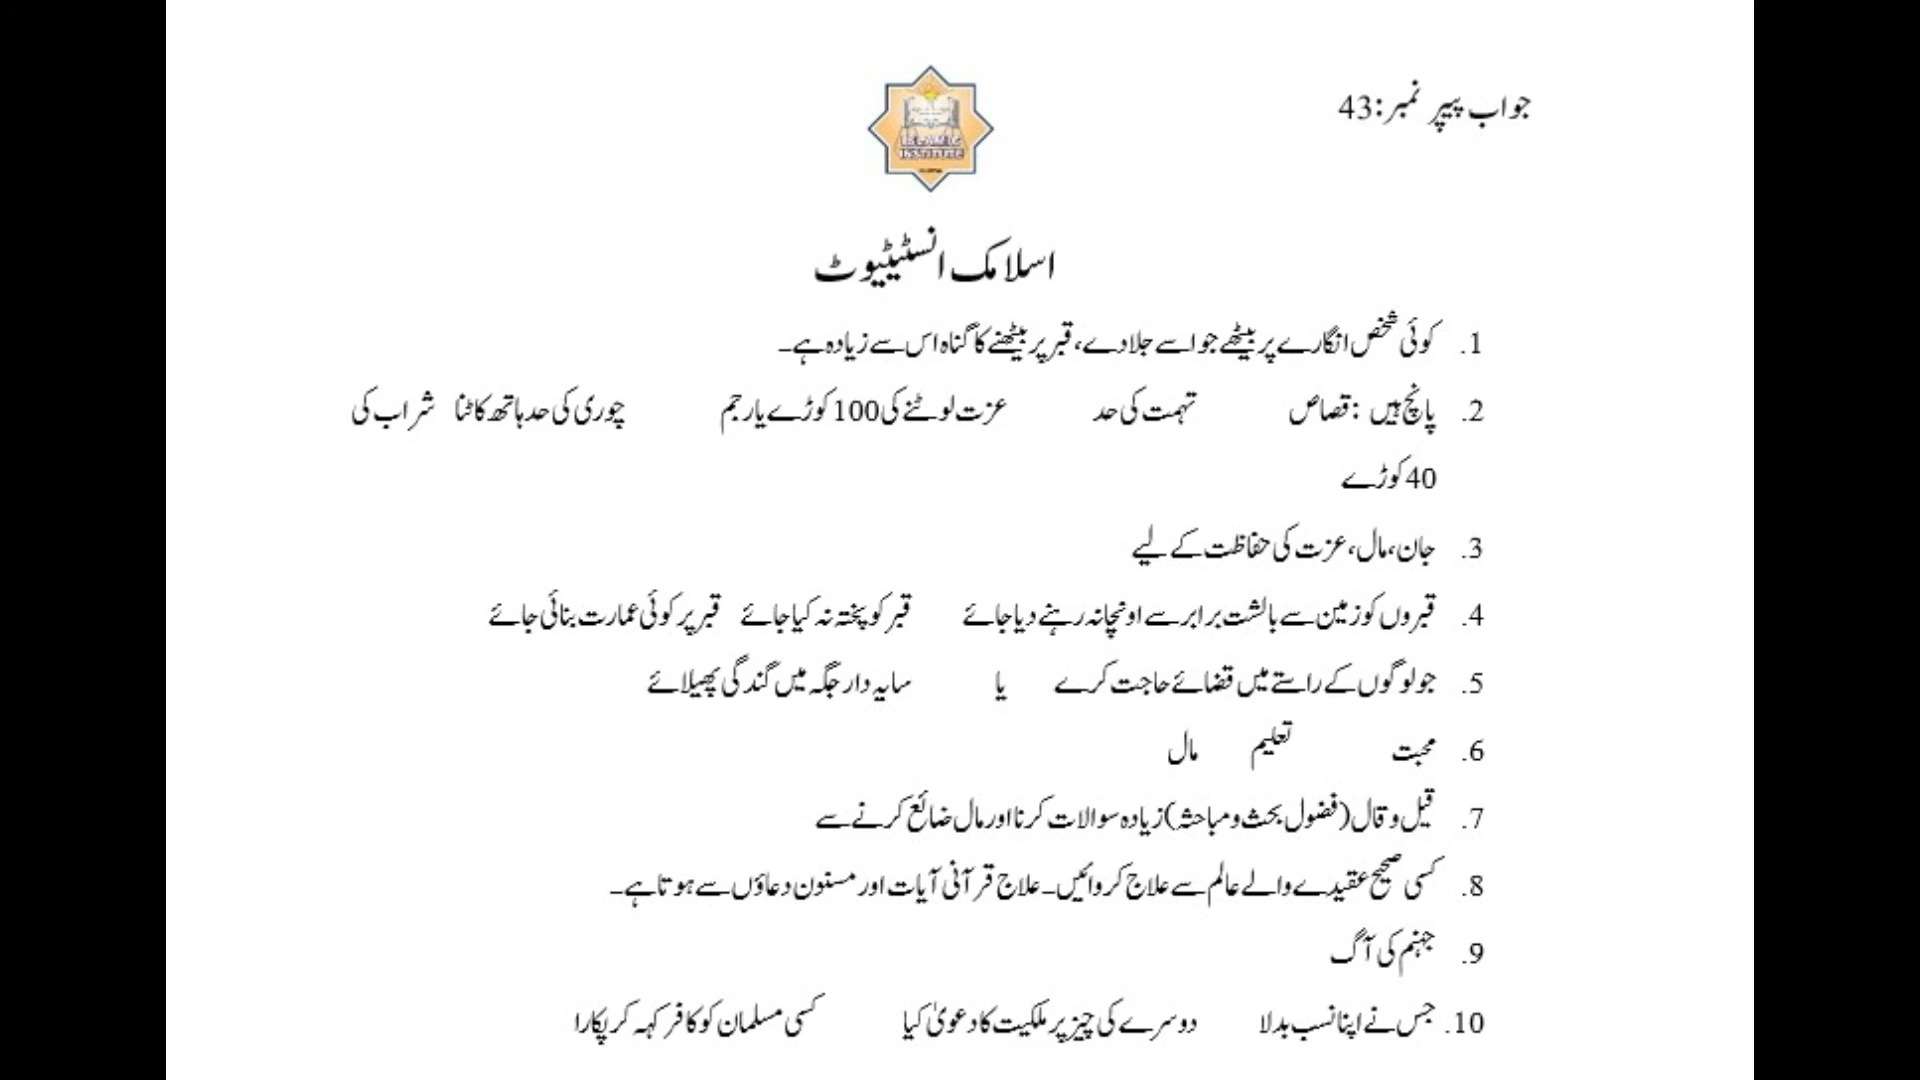 جواب پیپر نمبر:43
ISLAMIC
INSTITUTE
اسلامک انسٹیٹیوٹ
1. کوئی شخص انگارے پر بیٹھے جو اسے جلا دے، قبر پر بیٹھنے کا گناہ اس سے زیادہ ہے۔
2. پانچ ہیں: قصاص تہمت کی حد عزت لوٹنے کی 100 کوڑے یا رجم چوری کی حد ہاتھ کاٹنا شراب کی
40 کوڑے
3. جان، مال، عزت کی حفاظت کے لیے
4. قبروں کو زمین سے بالشت برابر سے اونچا نہ رہنے دیا جائے قبر کو پختہ نہ کیا جائے قبر پر کوئی عمارت بنائی جائے
5. جو لوگوں کے راستے میں قضائے حاجت کرے یا سایہ دار جگہ میں گندگی پھیلائے
6. محبت تعلیم مال
7. قیل و قال (فضول بحث و مباحثہ) زیادہ سوالات کرنا اور مال ضائع کرنے سے
8. کسی صحیح عقیدے والے عالم سے علاج کروائیں۔ علاج قرآنی آیات اور مسنون دعاؤں سے ہوتا ہے۔
9. جہنم کی آگ
10. جس نے اپنا نسب بدلا دوسرے کی چیز پر ملکیت کا دعویٰ کیا کسی مسلمان کو کافر کہہ کر پکارا